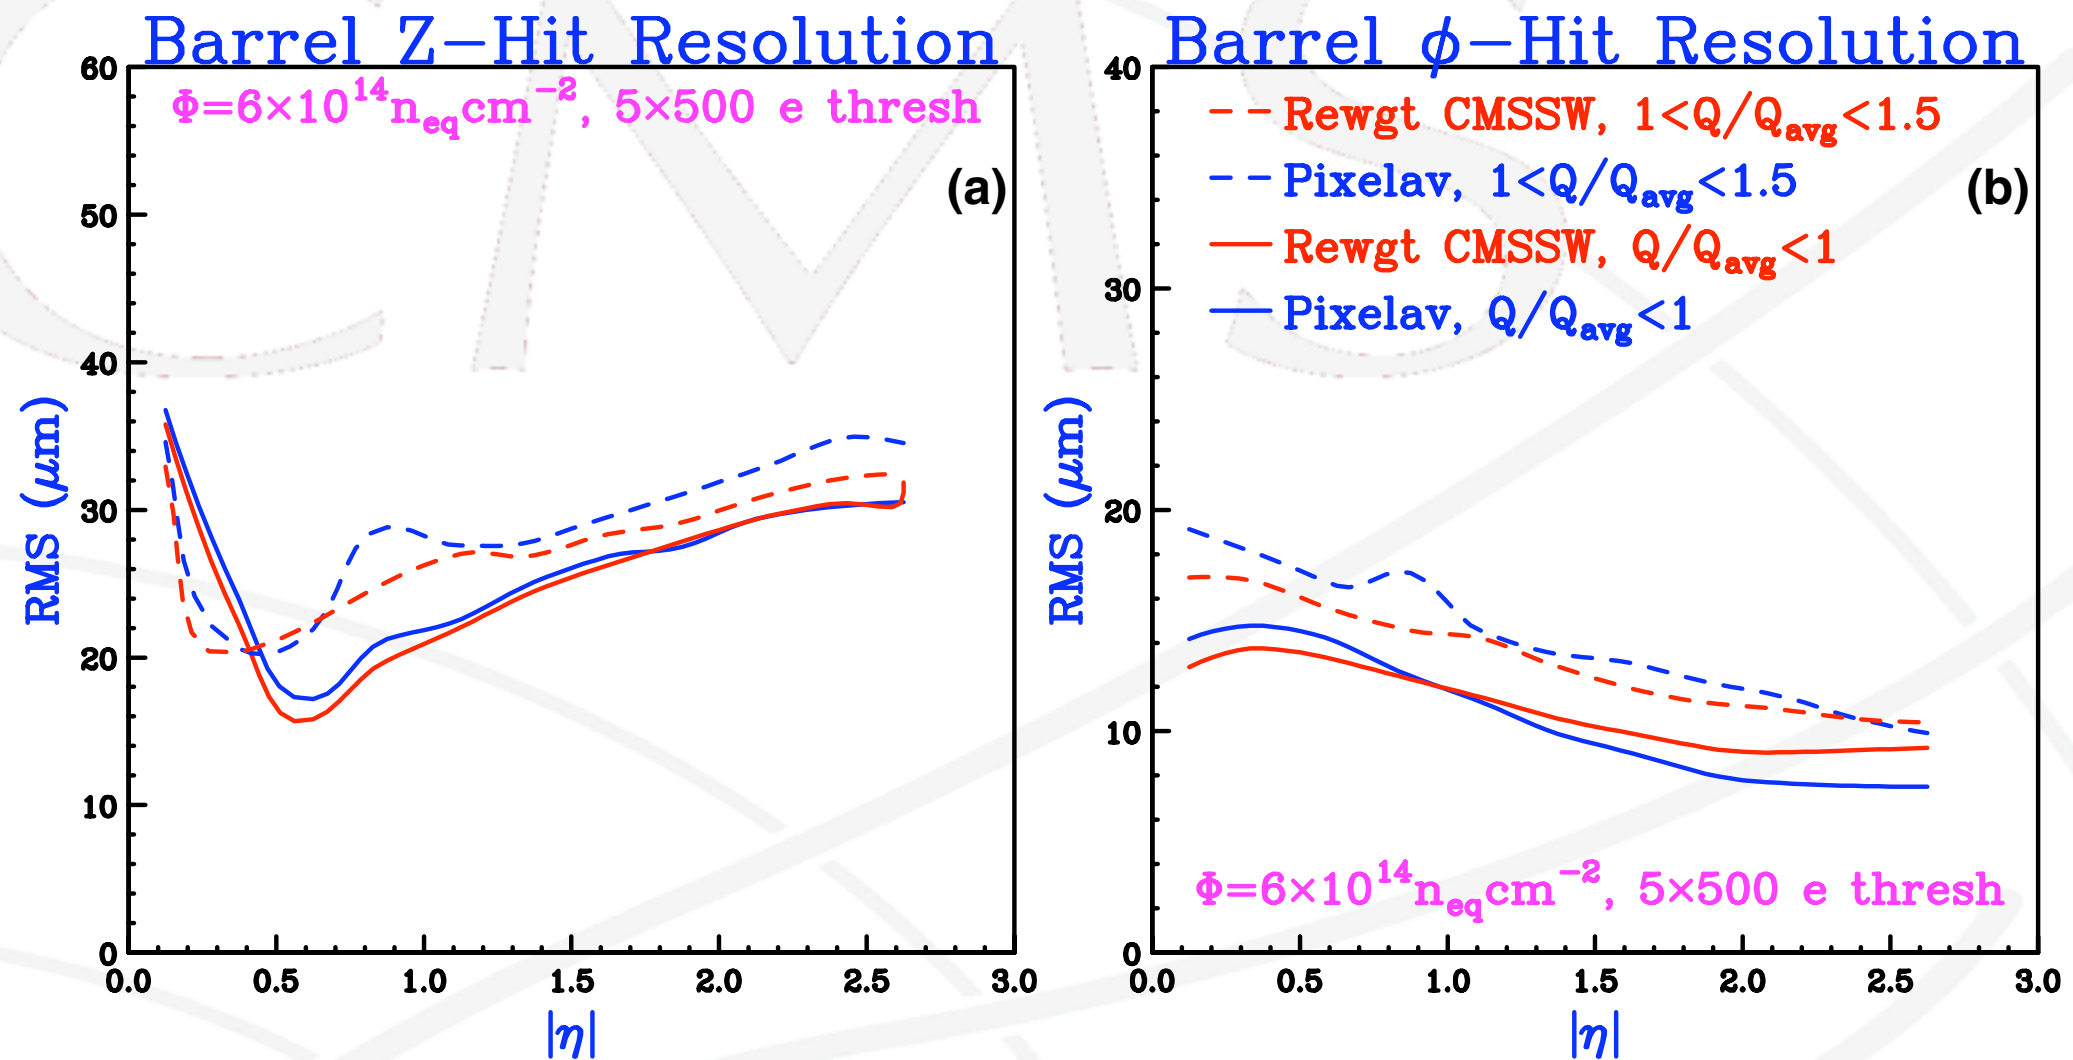 Barrel Z−Hit Resolution
Φ=6×10¹⁴n_eq cm⁻², 5×500 e thresh
(a)
60
50
40
30
20
10
0
RMS (μm)
0.0 0.5 1.0 1.5 2.0 2.5 3.0
|η|
Barrel ϕ−Hit Resolution
Rewgt CMSSW, 1<Q/Q_avg<1.5
Pixelav, 1<Q/Q_avg<1.5
Rewgt CMSSW, Q/Q_avg<1
Pixelav, Q/Q_avg<1
(b)
40
30
20
10
0
RMS (μm)
Φ=6×10¹⁴n_eq cm⁻², 5×500 e thresh
0.0 0.5 1.0 1.5 2.0 2.5 3.0
|η|
CMS